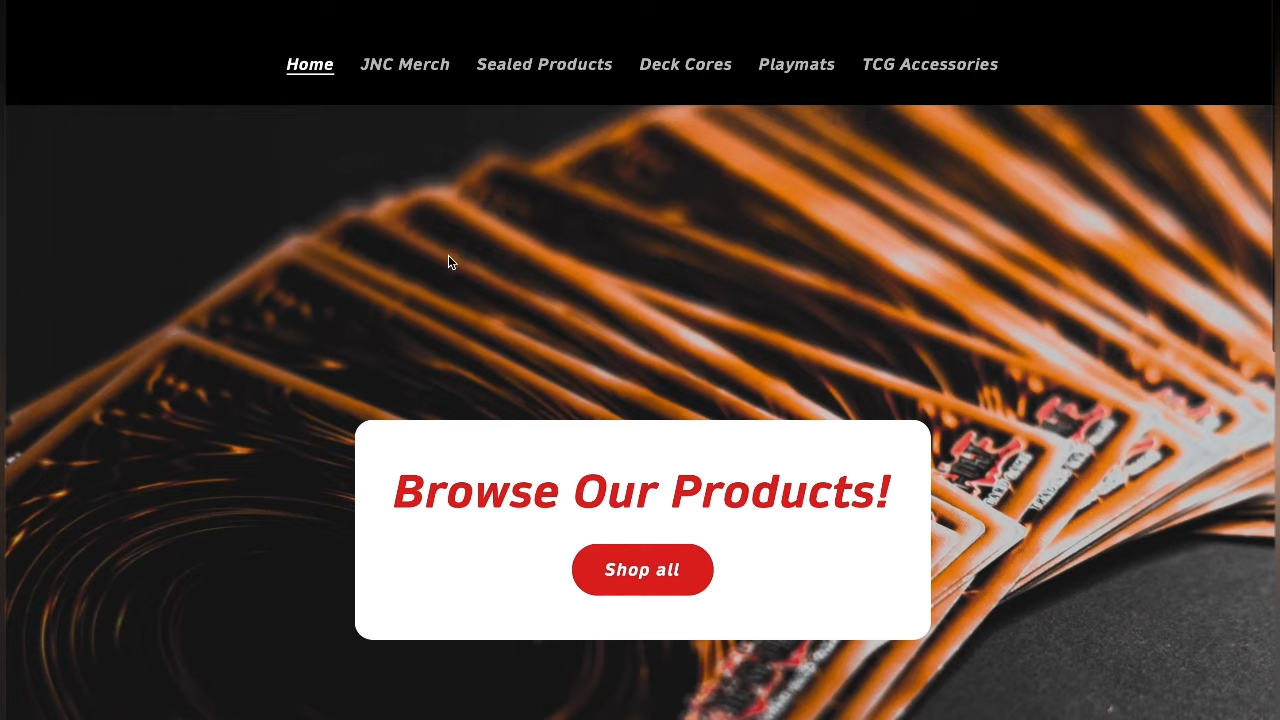 Home JNC Merch Sealed Products Deck Cores Playmats TCG Accessories
Browse Our Products!
Shop all